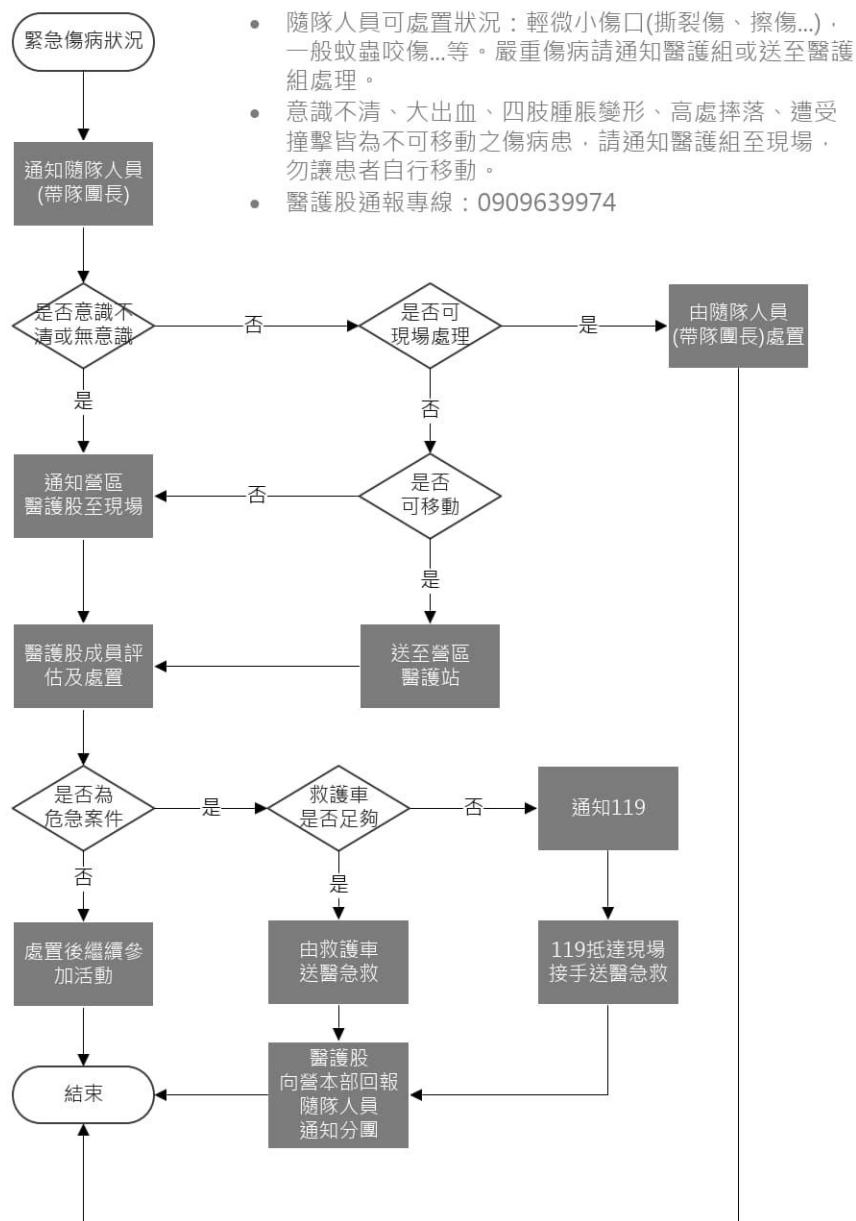 緊急傷病狀況
隨隊人員可處置狀況：輕微小傷口(撕裂傷、擦傷...)，
一般蚊蟲咬傷...等。嚴重傷病請通知醫護組或送至醫護
組處理。
意識不清、大出血、四肢腫脹變形、高處摔落、遭受
撞擊皆為不可移動之傷病患，請通知醫護組至現場，
勿讓患者自行移動。
醫護股通報專線：0909639974
通知隨隊人員
(帶隊團長)
是否意識不
清或無意識
否
是否可
現場處理
是
由隨隊人員
(帶隊團長)處置
是
否
通知營區
醫護股至現場
否
是否
可移動
是
醫護股成員評
估及處置
送至營區
醫護站
是否為
危急案件
是
救護車
是否足夠
否
通知119
否
是
處置後繼續參
加活動
由救護車
送醫急救
119抵達現場
接手送醫急救
結束
醫護股
向營本部回報
隨隊人員
通知分團